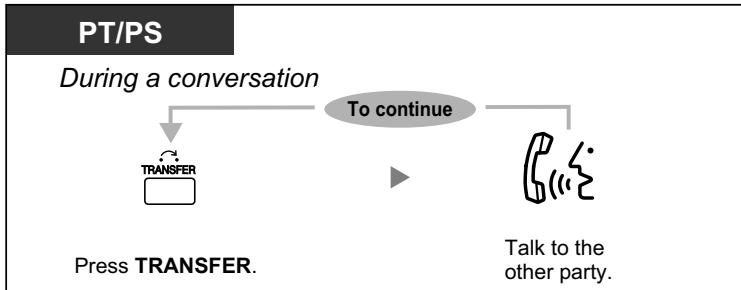 PT/PS
During a conversation
To continue
TRANSFER
Press TRANSFER.
Talk to the
other party.